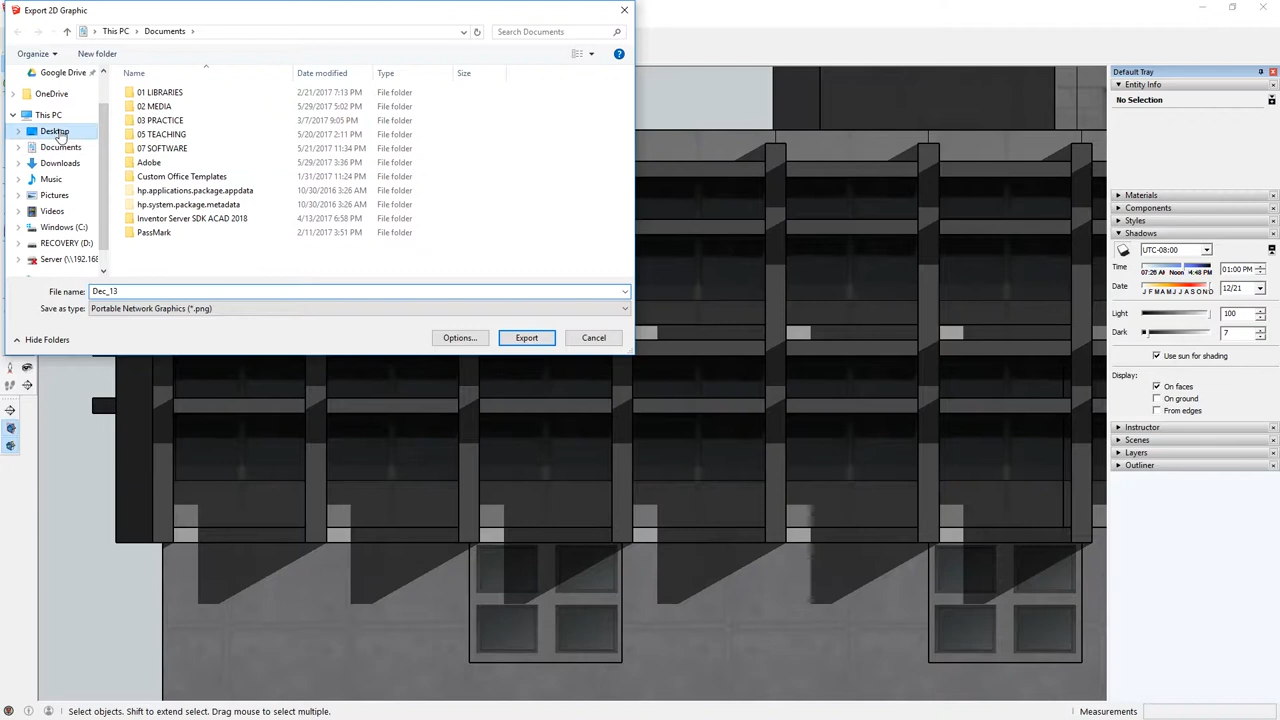 Export 2D Graphic
This PC > Documents >
Search Documents
Organize
New folder
Name
Date modified
Type
Size
Google Drive
OneDrive
This PC
Desktop
Documents
Downloads
Music
Pictures
Videos
Windows (C:)
RECOVERY (D:)
Server (\\192.168
01 LIBRARIES 2/21/2017 7:13 PM File folder
02 MEDIA 5/29/2017 5:02 PM File folder
03 PRACTICE 3/7/2017 9:05 PM File folder
05 TEACHING 5/20/2017 2:11 PM File folder
07 SOFTWARE 5/21/2017 11:34 PM File folder
Adobe 5/29/2017 3:36 PM File folder
Custom Office Templates 1/31/2017 11:24 PM File folder
hp.applications.package.appdata 10/30/2016 3:26 AM File folder
hp.system.package.metadata 10/30/2016 3:26 AM File folder
Inventor Server SDK ACAD 2018 4/13/2017 6:58 PM File folder
PassMark 2/11/2017 3:51 PM File folder
File name: Dec_13
Save as type: Portable Network Graphics (*.png)
Hide Folders
Options...
Export
Cancel
Default Tray
Entity Info
No Selection
Materials
Components
Styles
Shadows
UTC-08:00
Time 07:26 AM Noon 4:48 PM 01:00 PM
Date J F M A M J J A S O N D 12/21
Light 100
Dark 7
Use sun for shading
Display:
On faces
On ground
From edges
Instructor
Scenes
Layers
Outliner
Select objects. Shift to extend select. Drag mouse to select multiple.
Measurements